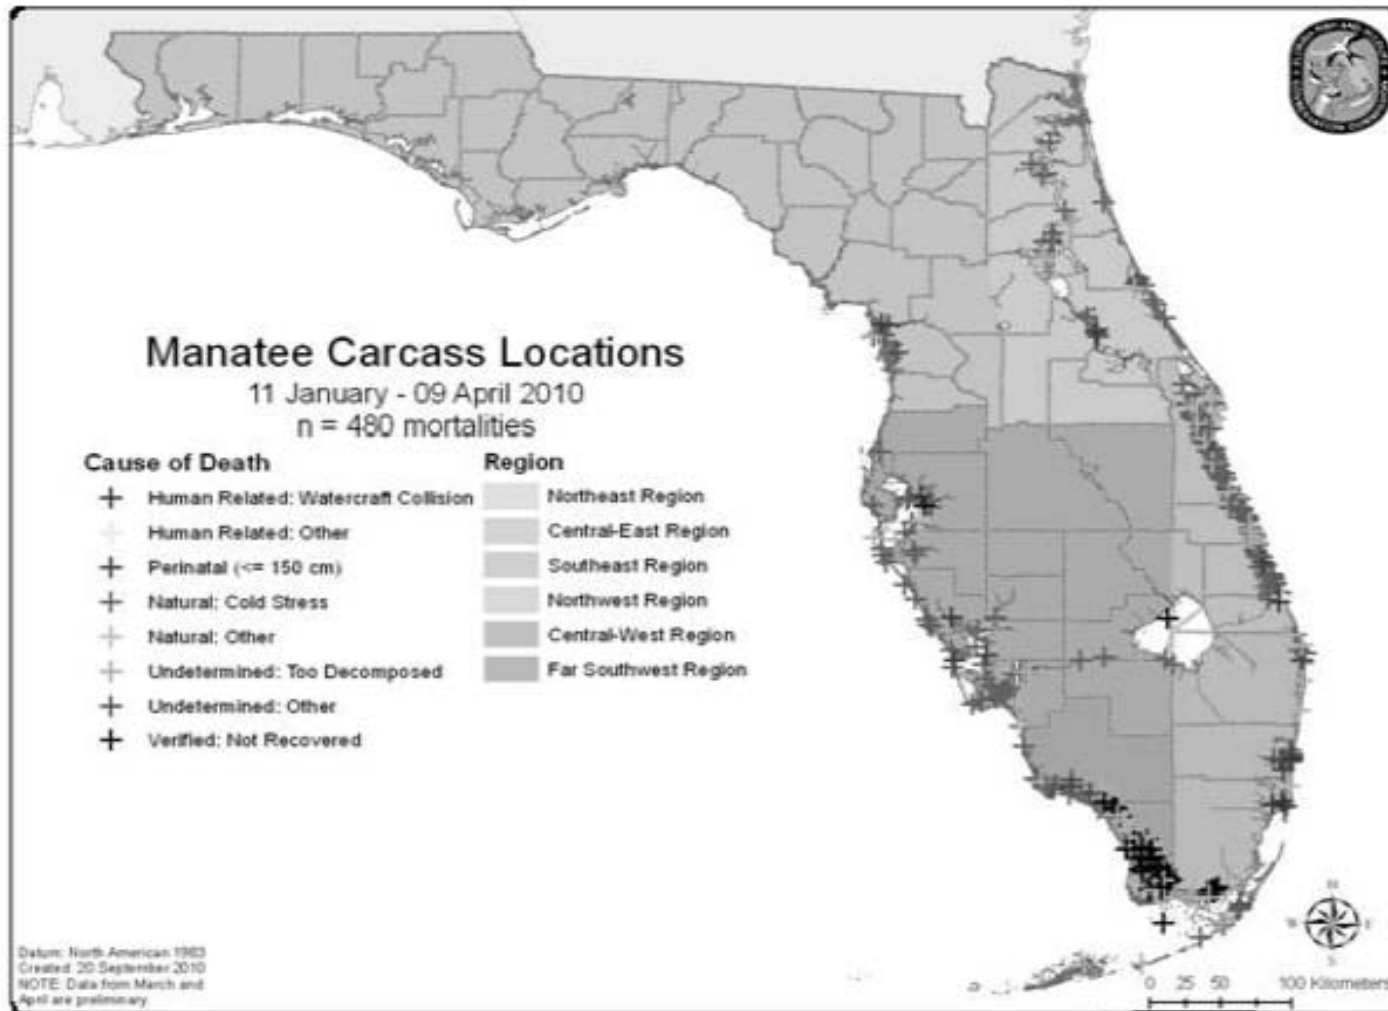 Manatee Carcass Locations
11 January - 09 April 2010
n = 480 mortalities
Cause of Death
Human Related: Watercraft Collision
Human Related: Other
Perinatal (<= 150 cm)
Natural: Cold Stress
Natural: Other
Undetermined: Too Decomposed
Undetermined: Other
Verified: Not Recovered
Region
Northeast Region
Central-East Region
Southeast Region
Northwest Region
Central-West Region
Far Southwest Region
Datum: North American 1983
Created: 20 September 2010
NOTE: Data from March and
April are preliminary.
N
W E
S
0 25 50 100 Kilometers